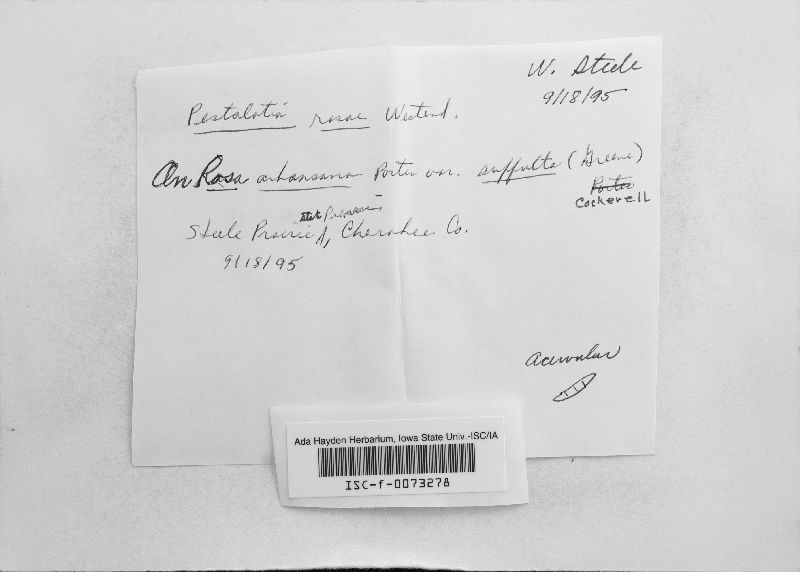 W. Steele
9/18/95
Pestalotia rosae Westend.
On Rosa arkansana Porter var. suffulta (Greene)
Porter
Cockerell
State Preserve
Steele Prairie, Cherokee Co.
9/18/95
acervular
Ada Hayden Herbarium, Iowa State Univ.-ISC/IA
ISC-f-0073278